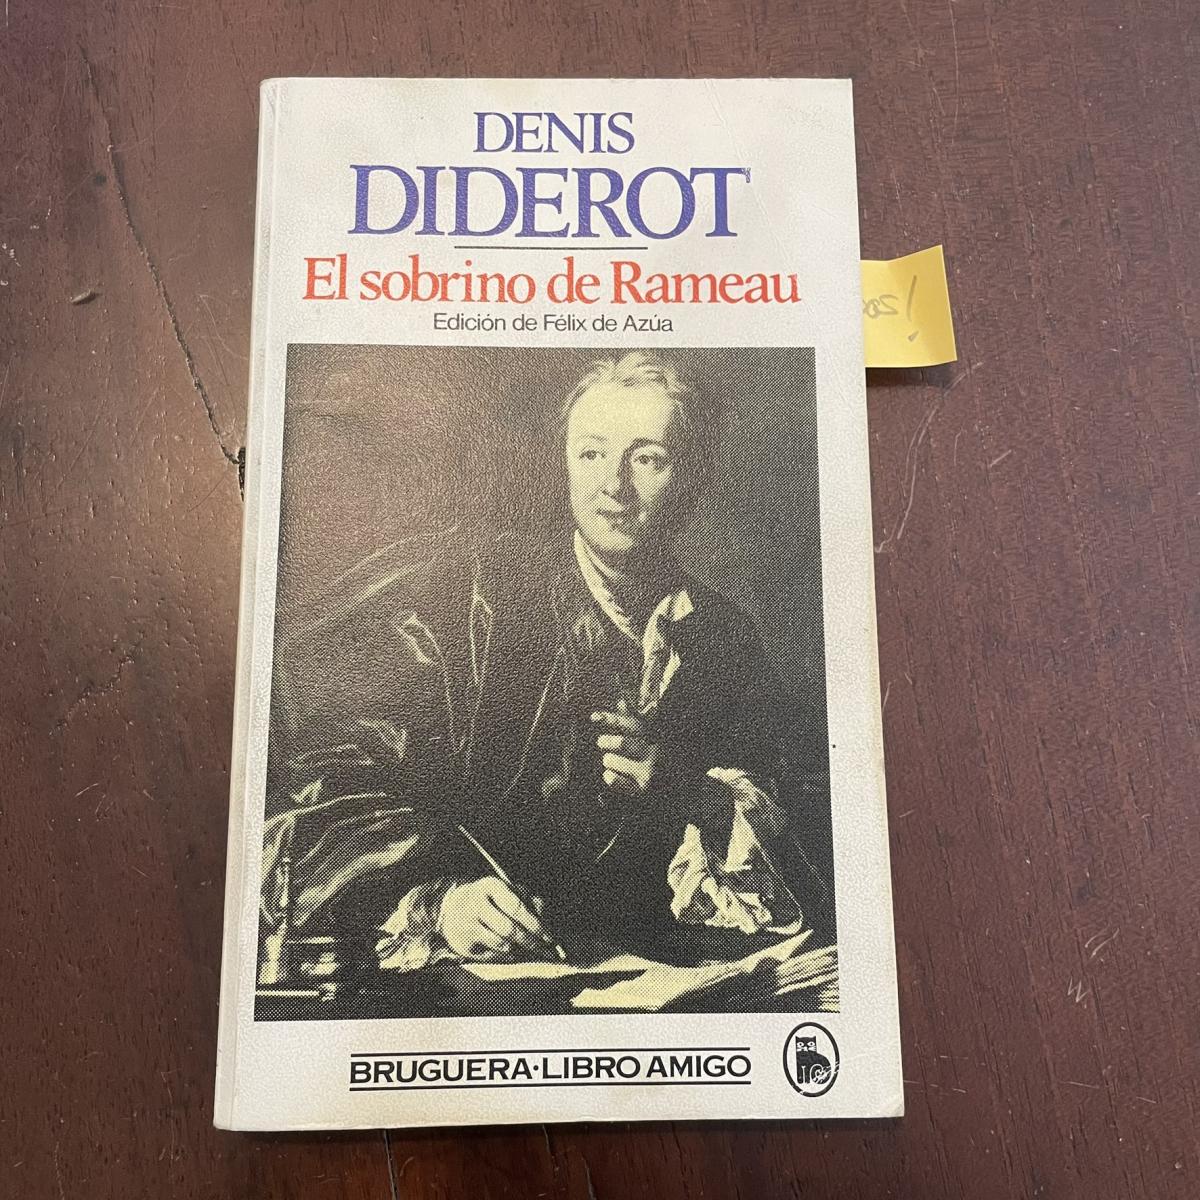 DENIS
DIDEROT
El sobrino de Rameau
Edición de Félix de Azúa
BRUGUERA·LIBRO AMIGO